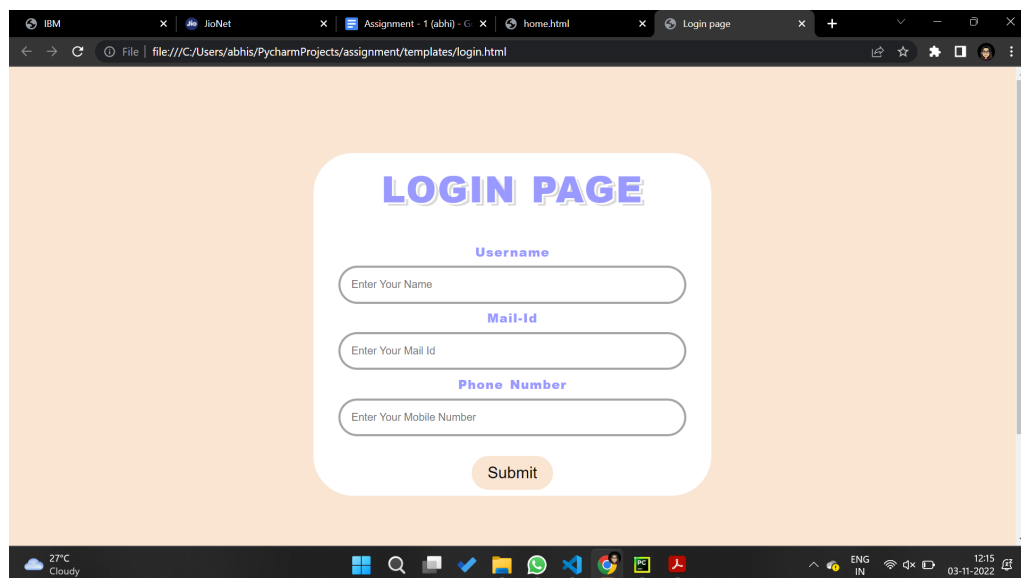 IBM
Jio JioNet
Assignment - 1 (abhi) - G
home.html
Login page
File
file:///C:/Users/abhis/PycharmProjects/assignment/templates/login.html
LOGIN PAGE
Username
Enter Your Name
Mail-Id
Enter Your Mail Id
Phone Number
Enter Your Mobile Number
Submit
27°C
Cloudy
PC
ENG
IN
12:15
03-11-2022